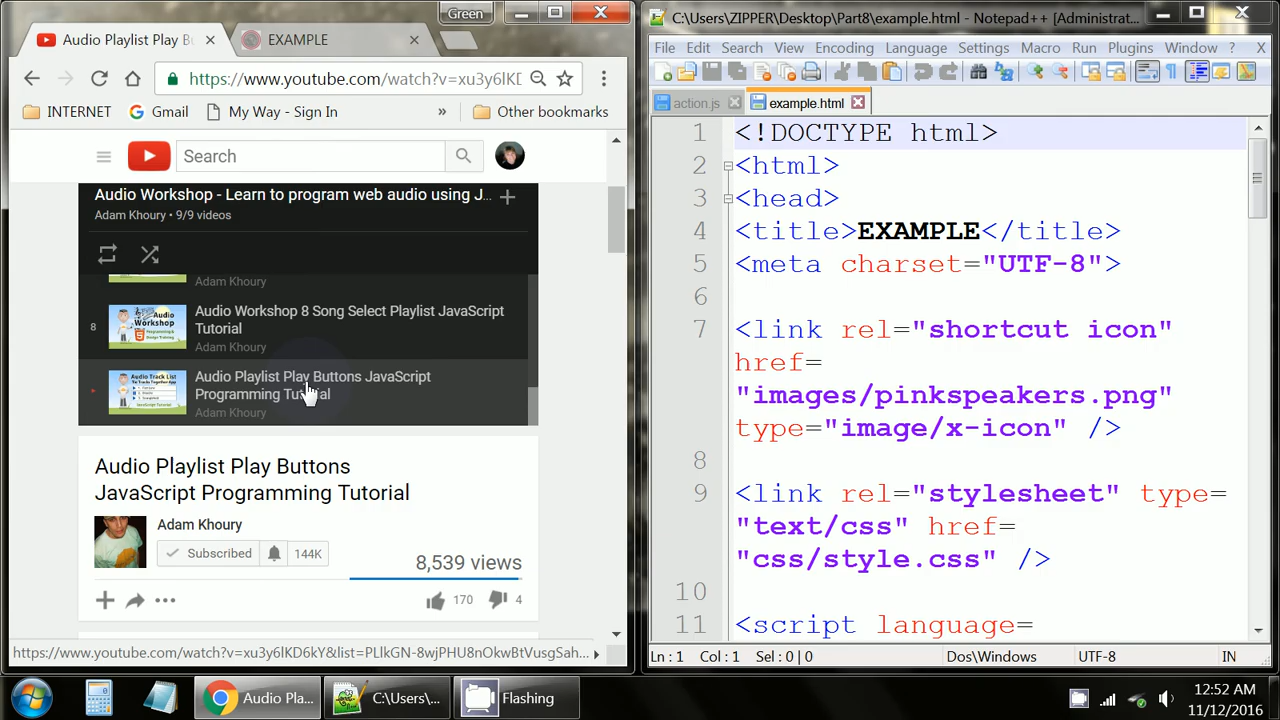 Green
Audio Playlist Play B
EXAMPLE
https://www.youtube.com/watch?v=xu3y6lKD
INTERNET
Gmail
My Way - Sign In
»
Other bookmarks
Search
Audio Workshop - Learn to program web audio using J...
Adam Khoury • 9/9 videos
Adam Khoury
8
Audio Workshop 8 Song Select Playlist JavaScript
Tutorial
Adam Khoury
Audio Playlist Play Buttons JavaScript
Programming Tutorial
Adam Khoury
Audio Playlist Play Buttons
JavaScript Programming Tutorial
Adam Khoury
Subscribed
144K
8,539 views
170
4
https://www.youtube.com/watch?v=xu3y6lKD6kY&list=PLlkGN-8wjPHU8nOkwBtVusgSah...
C:\Users\ZIPPER\Desktop\Part8\example.html - Notepad++ [Administrat...
File Edit Search View Encoding Language Settings Macro Run Plugins Window ? X
action.js
example.html
1 <!DOCTYPE html>
2 <html>
3 <head>
4 <title>EXAMPLE</title>
5 <meta charset="UTF-8">
6
7 <link rel="shortcut icon"
href=
"images/pinkspeakers.png"
type="image/x-icon" />
8
9 <link rel="stylesheet" type=
"text/css" href=
"css/style.css" />
10
11 <script language=
Ln : 1 Col : 1 Sel : 0 | 0
Dos\Windows
UTF-8
IN
Audio Pla...
C:\Users\...
Flashing
12:52 AM
11/12/2016